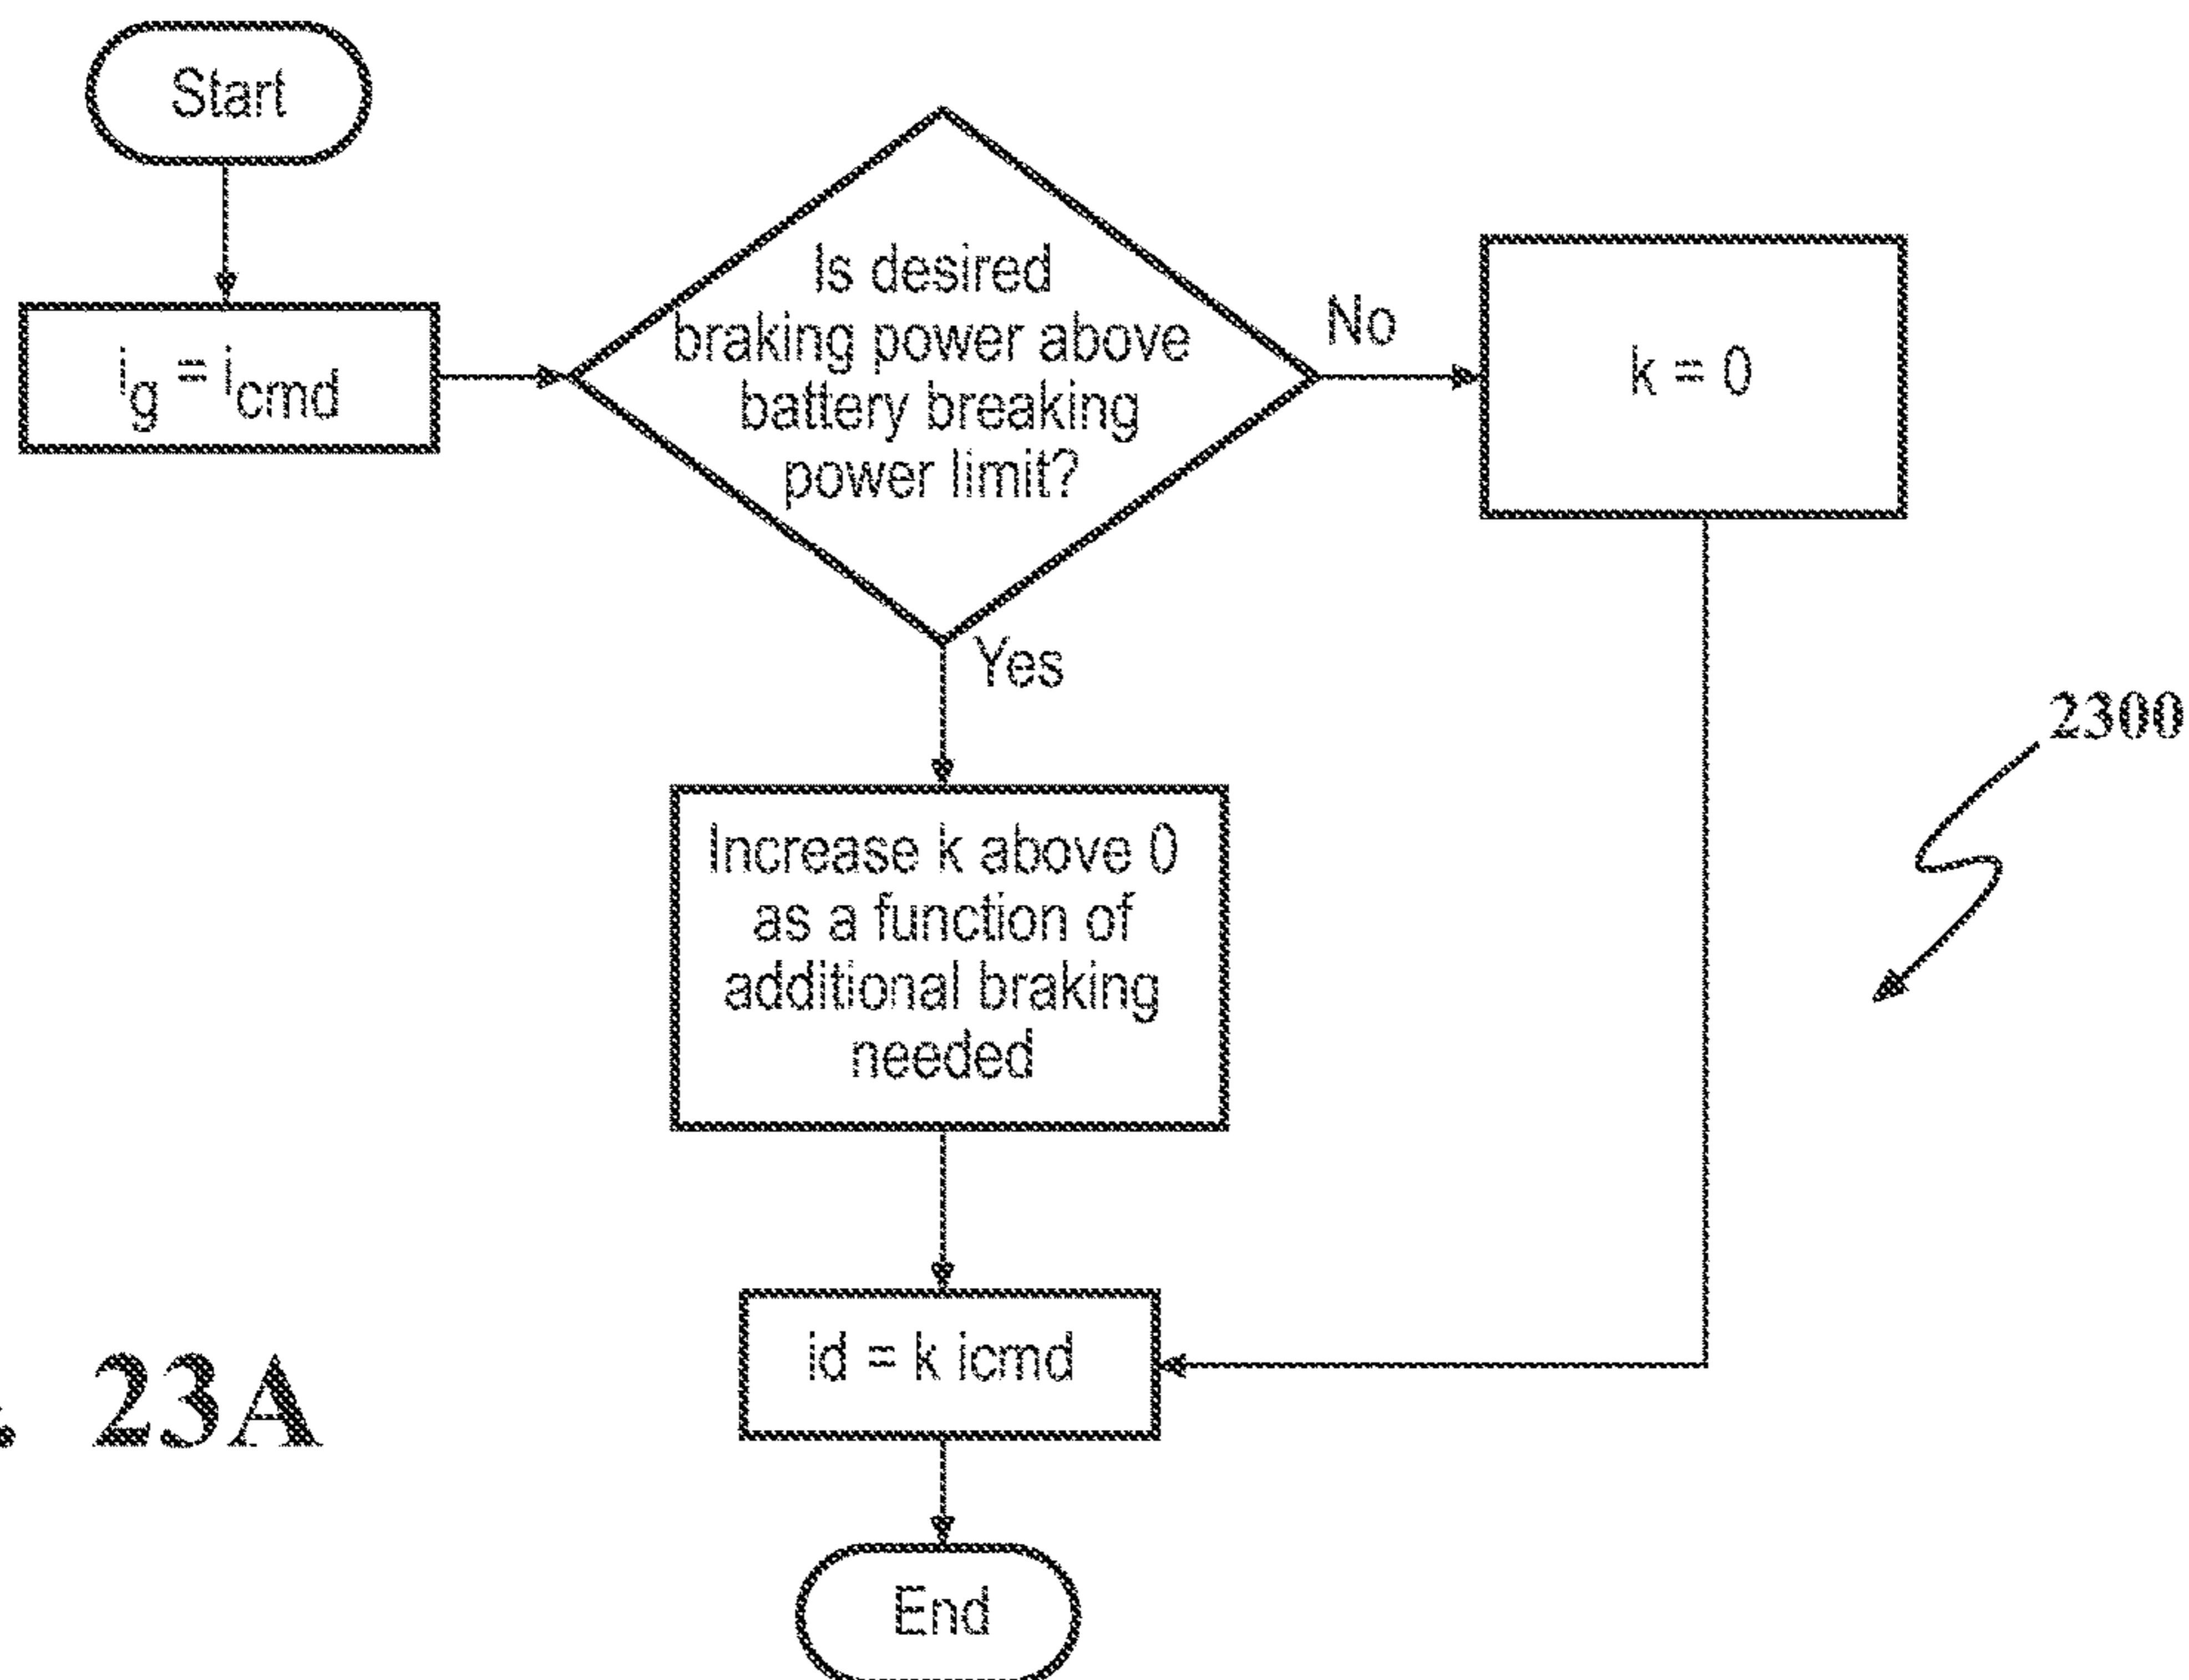 Start
ig = icmd
Is desired
braking power above
battery breaking
power limit?
No
k = 0
Yes
2300
Increase k above 0
as a function of
additional braking
needed
id = k icmd
23A
End